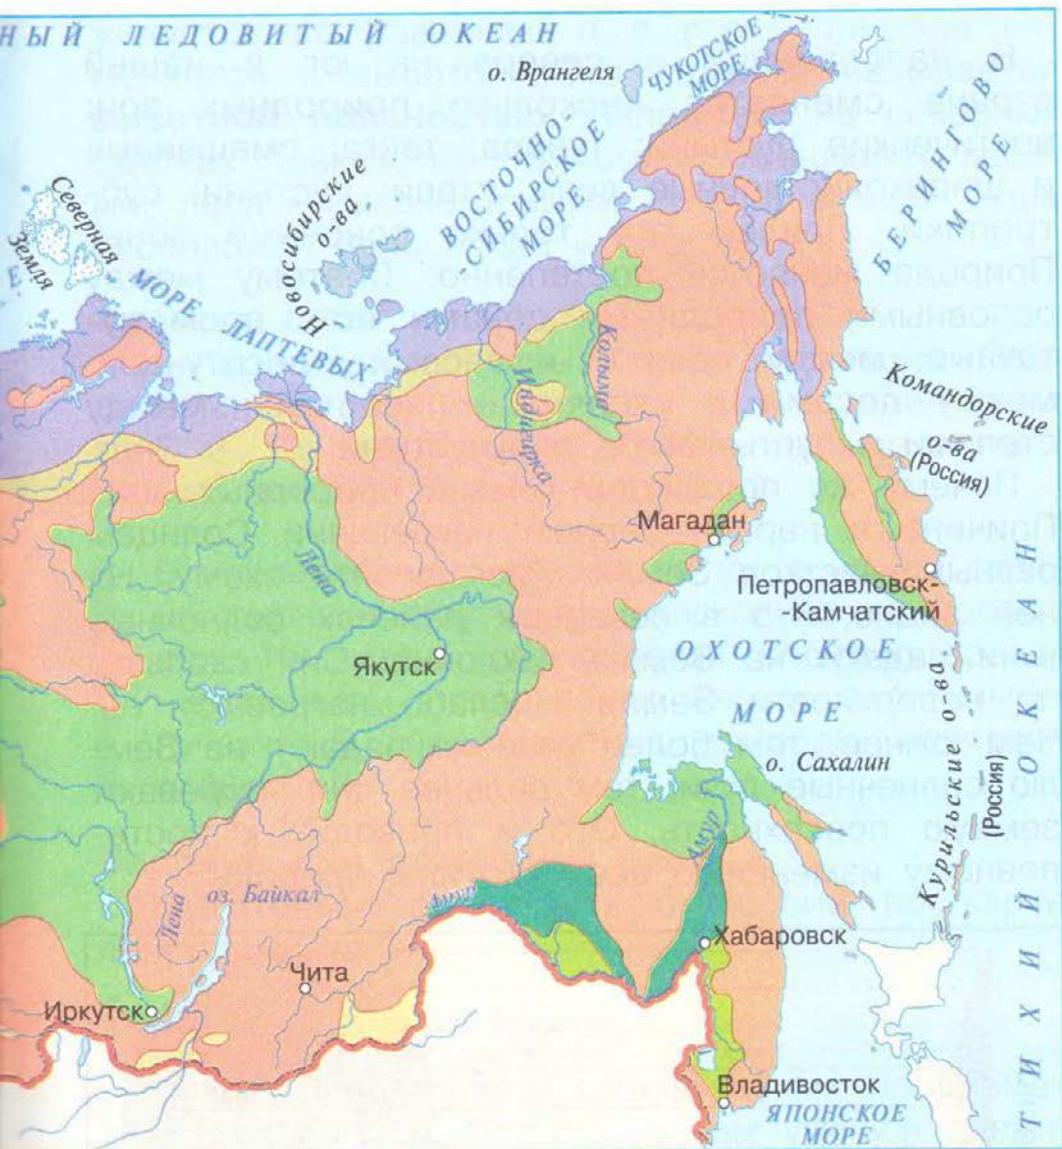 НЫЙ ЛЕДОВИТЫЙ ОКЕАН
о. Врангеля
ЧУКОТСКОЕ
МОРЕ
БЕРИНГОВО
МОРЕ
ВОСТОЧНО-
СИБИРСКОЕ
МОРЕ
Новосибирские
о-ва
Северная
Земля
МОРЕ
ЛАПТЕВЫХ
Колыма
Индигирка
Командорские
о-ва
(Россия)
Магадан
Лена
Петропавловск-
-Камчатский
Якутск
ОХОТСКОЕ
МОРЕ
о. Сахалин
Курильские о-ва
(Россия)
Амур
Амур
Лена
оз. Байкал
Хабаровск
Чита
Иркутск
Владивосток
ЯПОНСКОЕ
МОРЕ
ТИХИЙ ОКЕАН